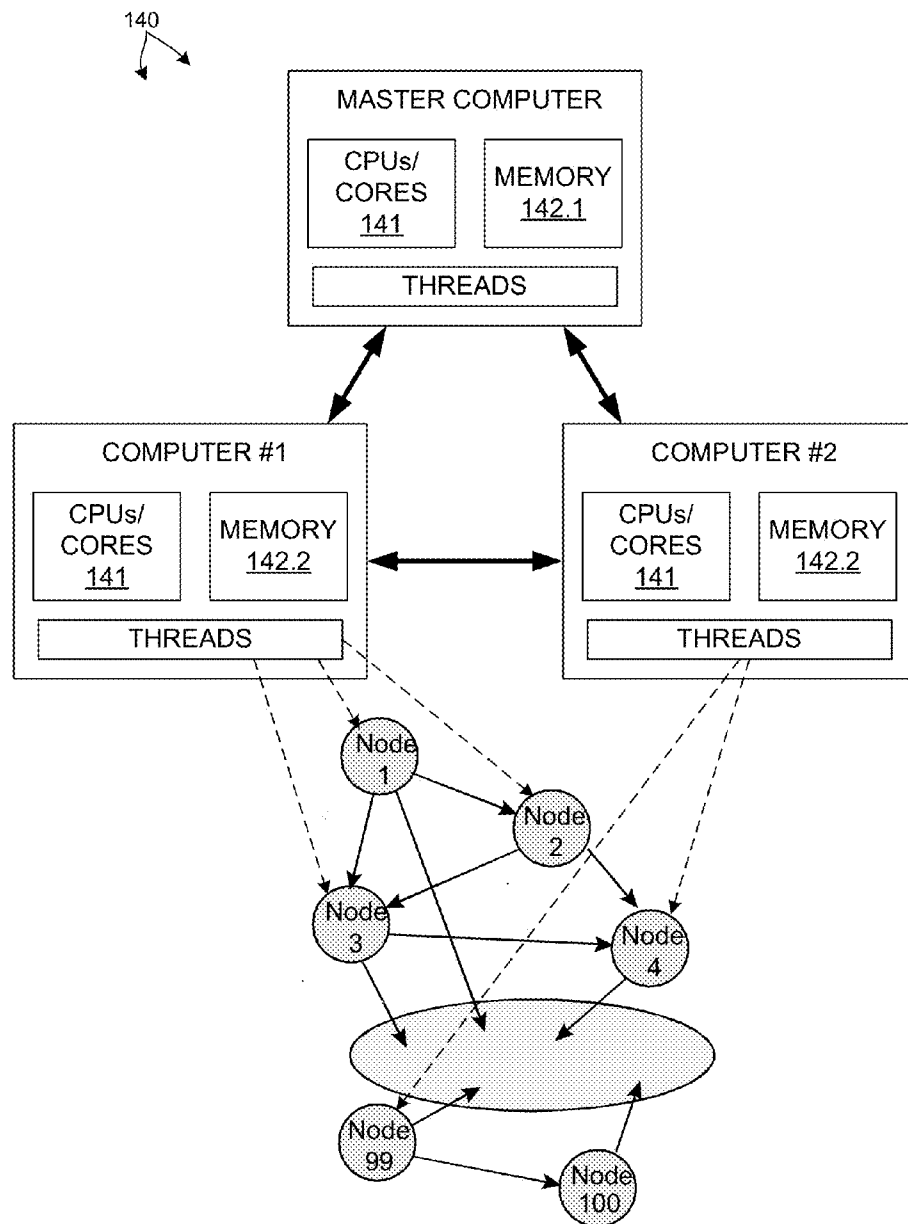 140
MASTER COMPUTER
CPUs/
CORES
141
MEMORY
142.1
THREADS
COMPUTER #1
CPUs/
CORES
141
MEMORY
142.2
THREADS
COMPUTER #2
CPUs/
CORES
141
MEMORY
142.2
THREADS
Node
1
Node
2
Node
3
Node
4
Node
99
Node
100